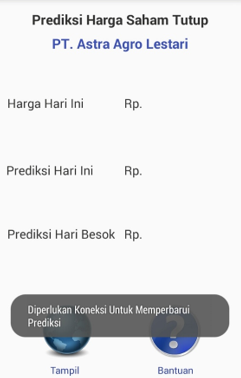 Prediksi Harga Saham Tutup
PT. Astra Agro Lestari
Harga Hari Ini Rp.
Prediksi Hari Ini Rp.
Prediksi Hari Besok Rp.
Diperlukan Koneksi Untuk Memperbarui
Prediksi
?
Tampil Bantuan